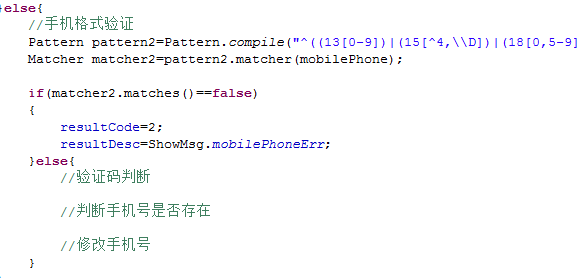 }else{
//手机格式验证
Pattern pattern2=Pattern.compile("^((13[0-9])|(15[^4,\\D])|(18[0,5-9]
Matcher matcher2=pattern2.matcher(mobilePhone);
if(matcher2.matches()==false)
{
resultCode=2;
resultDesc=ShowMsg.mobilePhoneErr;
}else{
//验证码判断
//判断手机号是否存在
//修改手机号
}